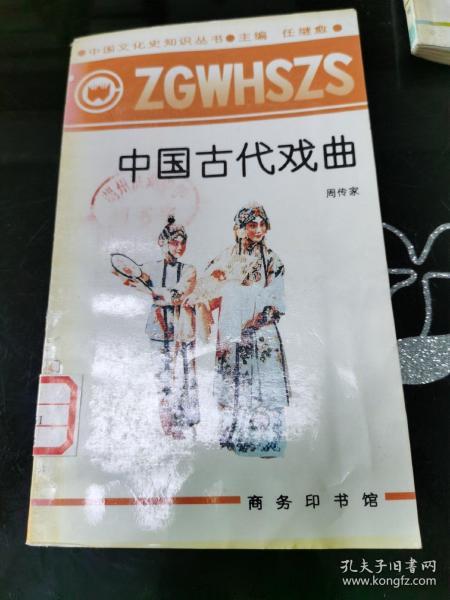 ●中国文化史知识丛书●主编 任继愈●
ZGWHSZS
中国古代戏曲
周传家
商务印书馆
孔夫子旧书网
www.kongfz.com